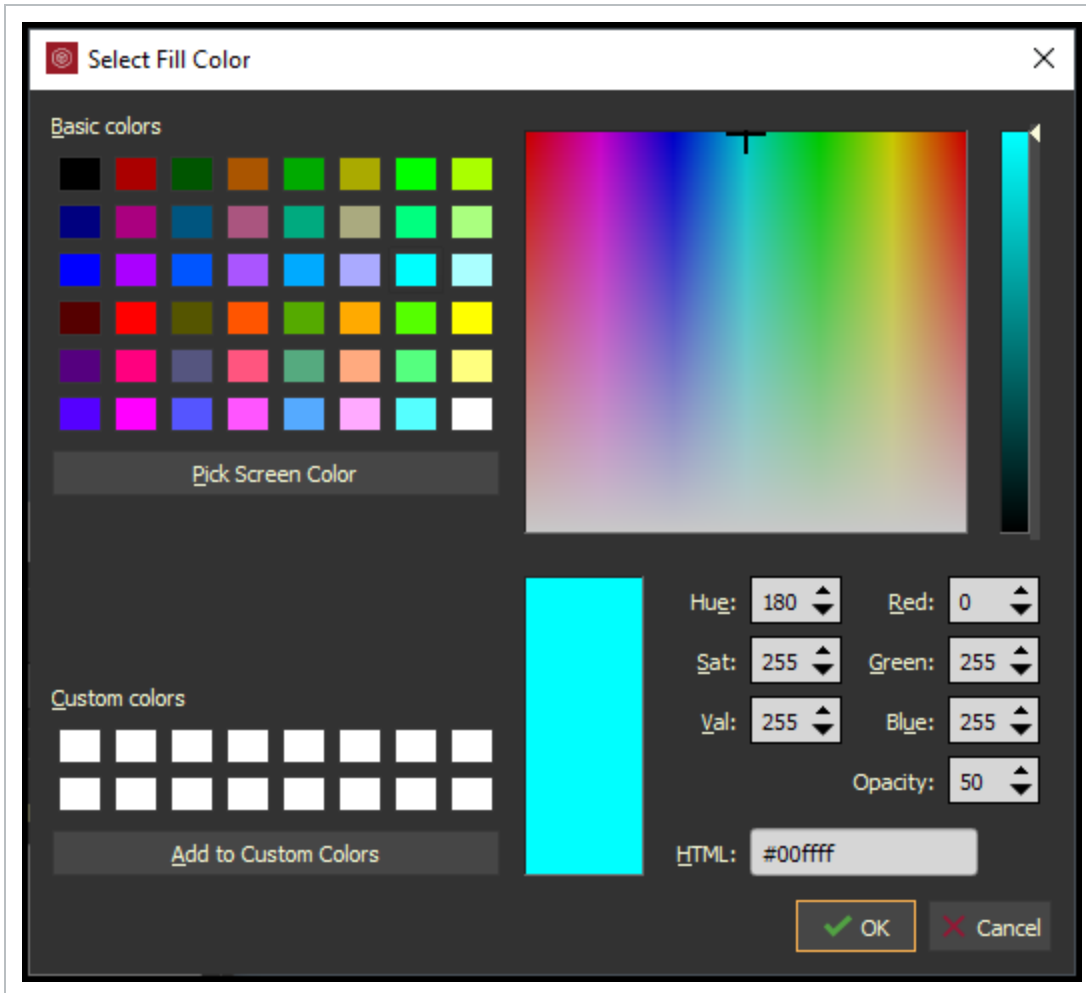 Select Fill Color
Basic colors
Pick Screen Color
Hue: 180 Red: 0
Sat: 255 Green: 255
Val: 255 Blue: 255
Opacity: 50
Custom colors
Add to Custom Colors
HTML: #00ffff
OK Cancel